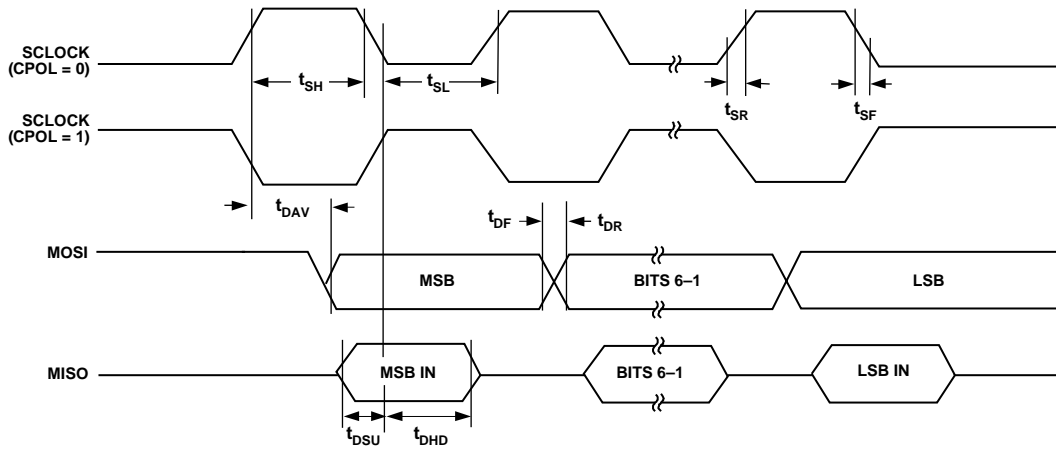 SCLOCK
(CPOL = 0)
tSH
tSL
tSR
tSF
SCLOCK
(CPOL = 1)
tDAV
tDF
tDR
MOSI
MSB
BITS 6–1
LSB
MISO
MSB IN
BITS 6–1
LSB IN
tDSU
tDHD